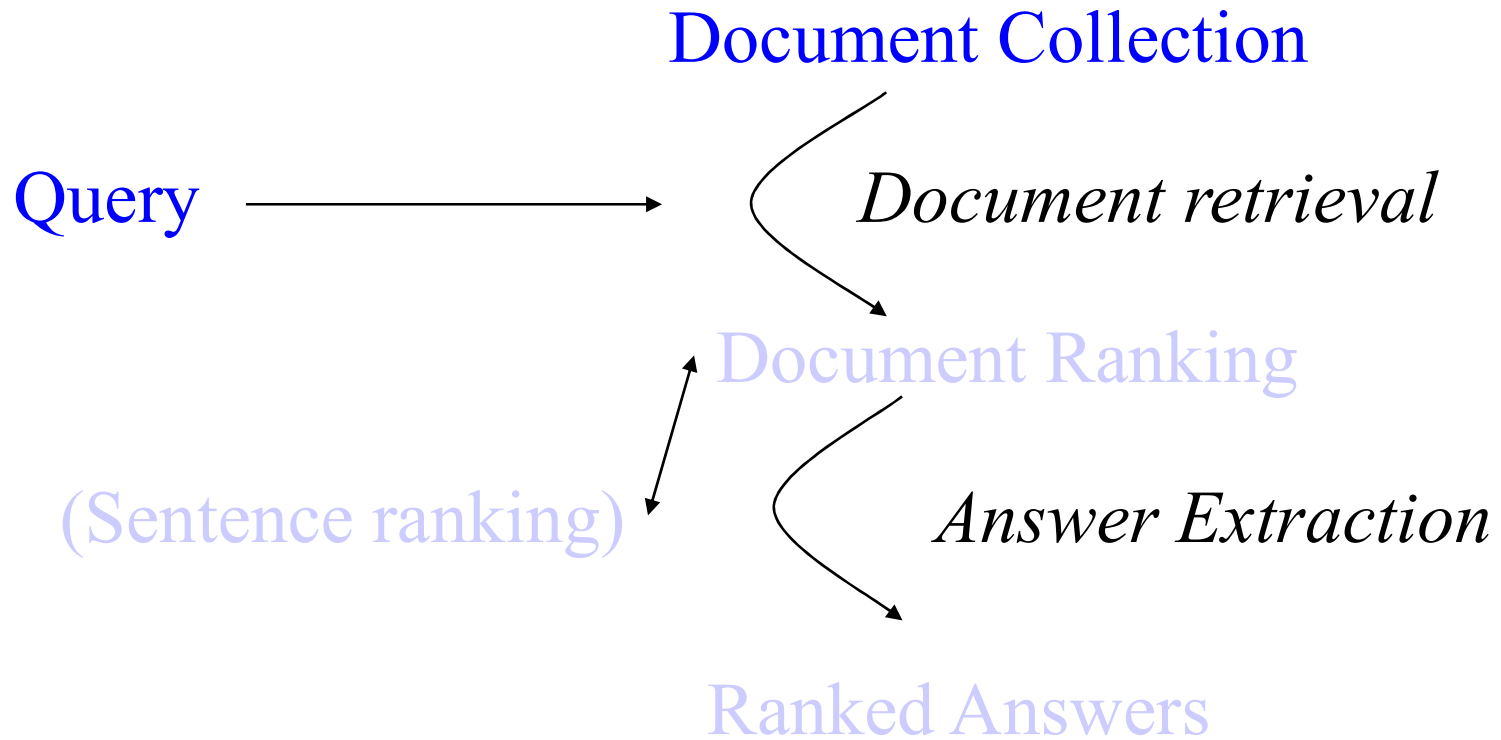 Document Collection
Query
Document retrieval
Document Ranking
(Sentence ranking)
Answer Extraction
Ranked Answers